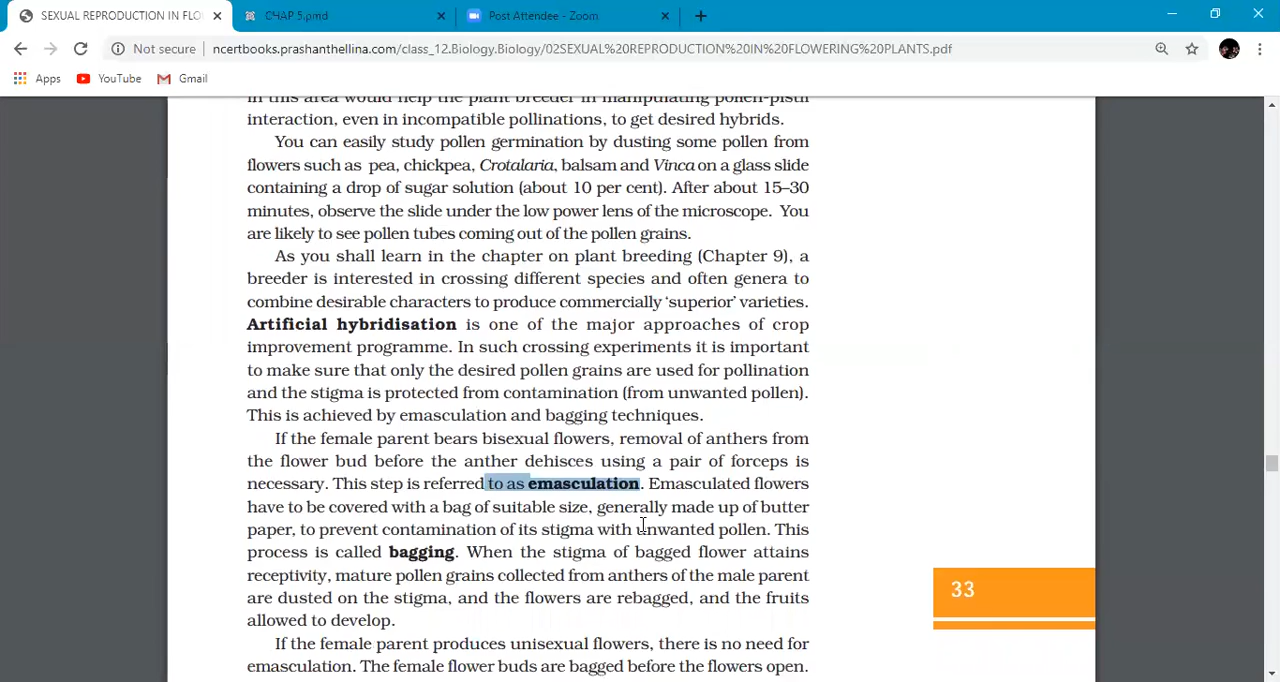 SEXUAL REPRODUCTION IN FLO
CHAP 5.pmd
Post Attendee - Zoom
Not secure
ncertbooks.prashanthellina.com/class_12.Biology.Biology/02SEXUAL%20REPRODUCTION%20IN%20FLOWERING%20PLANTS.pdf
Apps
YouTube
Gmail
in this area would help the plant breeder in manipulating pollen-pistil
interaction, even in incompatible pollinations, to get desired hybrids.
You can easily study pollen germination by dusting some pollen from
flowers such as pea, chickpea, Crotalaria, balsam and Vinca on a glass slide
containing a drop of sugar solution (about 10 per cent). After about 15–30
minutes, observe the slide under the low power lens of the microscope. You
are likely to see pollen tubes coming out of the pollen grains.
As you shall learn in the chapter on plant breeding (Chapter 9), a
breeder is interested in crossing different species and often genera to
combine desirable characters to produce commercially ‘superior’ varieties.
Artificial hybridisation is one of the major approaches of crop
improvement programme. In such crossing experiments it is important
to make sure that only the desired pollen grains are used for pollination
and the stigma is protected from contamination (from unwanted pollen).
This is achieved by emasculation and bagging techniques.
If the female parent bears bisexual flowers, removal of anthers from
the flower bud before the anther dehisces using a pair of forceps is
necessary. This step is referred to as emasculation. Emasculated flowers
have to be covered with a bag of suitable size, generally made up of butter
paper, to prevent contamination of its stigma with unwanted pollen. This
process is called bagging. When the stigma of bagged flower attains
receptivity, mature pollen grains collected from anthers of the male parent
are dusted on the stigma, and the flowers are rebagged, and the fruits
allowed to develop.
33
If the female parent produces unisexual flowers, there is no need for
emasculation. The female flower buds are bagged before the flowers open.